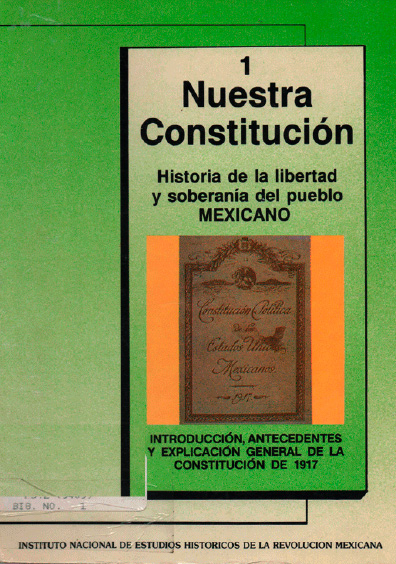 1
Nuestra
Constitución
Historia de la libertad
y soberanía del pueblo
MEXICANO
Constitución Política
de los
Estados Unidos
Mexicanos.
1917.
INTRODUCCIÓN, ANTECEDENTES
Y EXPLICACIÓN GENERAL DE LA
CONSTITUCIÓN DE 1917
BIB. NO. 1
INSTITUTO NACIONAL DE ESTUDIOS HISTORICOS DE LA REVOLUCION MEXICANA